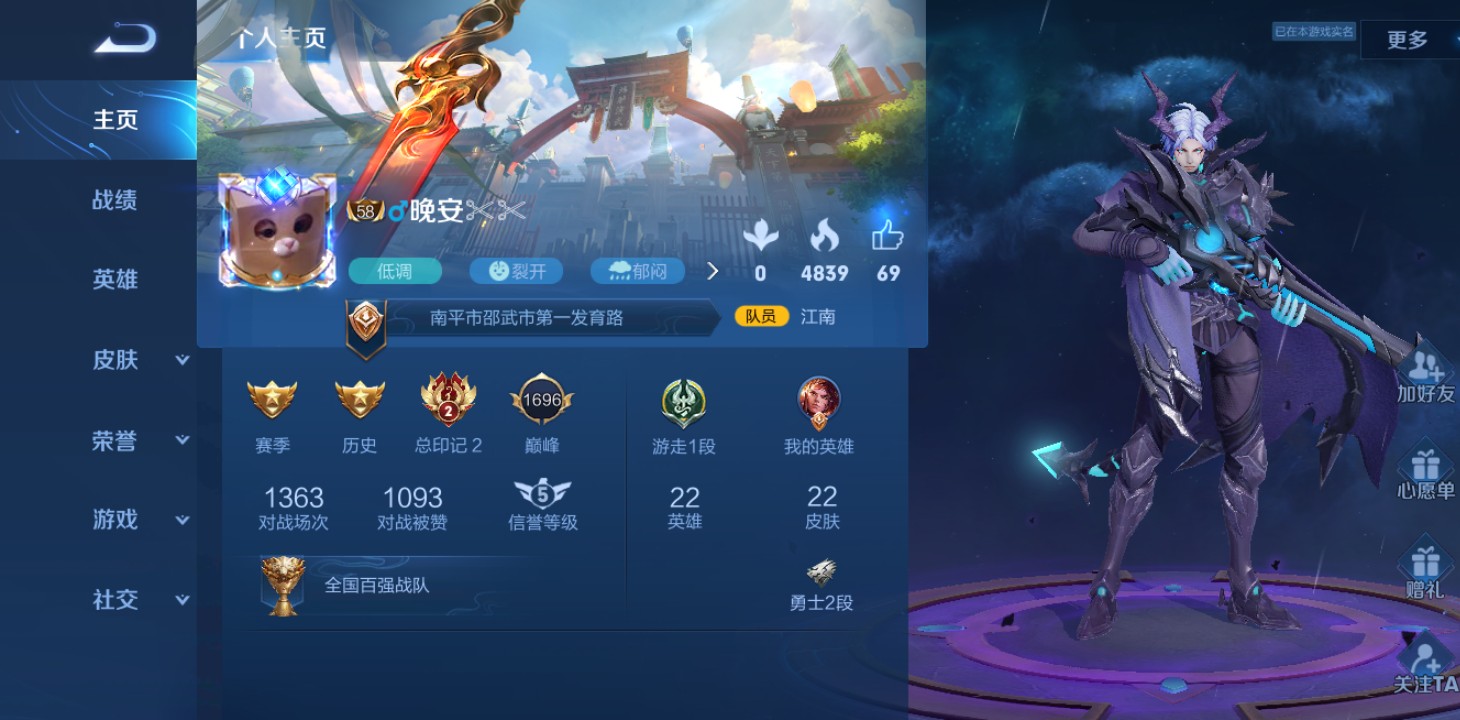 个人主页
已在本游戏实名
更多
主页
战绩
英雄
皮肤
荣誉
游戏
社交
58 ♂晚安✂✂
低调 裂开 郁闷
0 4839 69
南平市邵武市第一发育路
队员 江南
1696
2
赛季 历史 总印记 2 巅峰 游走1段 我的英雄
1363 1093 5 22 22
对战场次 对战被赞 信誉等级 英雄 皮肤
全国百强战队
勇士2段
加好友
心愿单
赠礼
关注TA